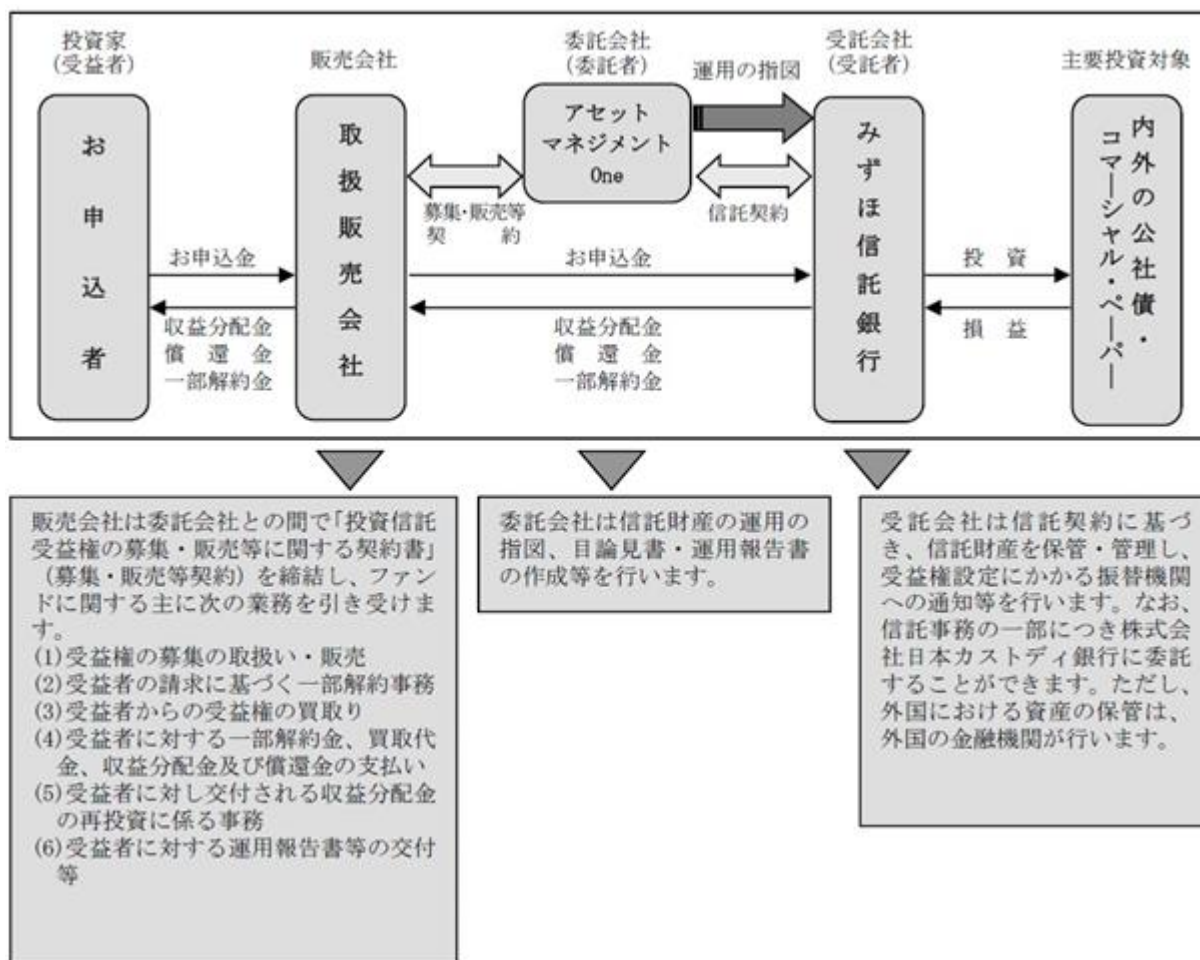 投資家
(受益者)
販売会社
委託会社
(委託者)
運用の指図
受託会社
(受託者)
主要投資対象
お申込者
取扱販売会社
アセット
マネジメント
One
みずほ信託銀行
内外の公社債・
コマーシャル・ペーパー
募集・販売等
契　約
信託契約
お申込金
お申込金
投　資
収益分配金
償　還　金
一部解約金
収益分配金
償　還　金
一部解約金
損　益
販売会社は委託会社との間で「投資信託
受益権の募集・販売等に関する契約書」
（募集・販売等契約）を締結し、ファン
ドに関する主に次の業務を引き受けま
す。
(1)受益権の募集の取扱い・販売
(2)受益者の請求に基づく一部解約事務
(3)受益者からの受益権の買取り
(4)受益者に対する一部解約金、買取代
金、収益分配金及び償還金の支払い
(5)受益者に対し交付される収益分配金
の再投資に係る事務
(6)受益者に対する運用報告書等の交付
等
委託会社は信託財産の運用の
指図、目論見書・運用報告書
の作成等を行います。
受託会社は信託契約に基づ
き、信託財産を保管・管理し、
受益権設定にかかる振替機関
への通知等を行います。なお、
信託事務の一部につき株式会
社日本カストディ銀行に委託
することができます。ただし、
外国における資産の保管は、
外国の金融機関が行います。